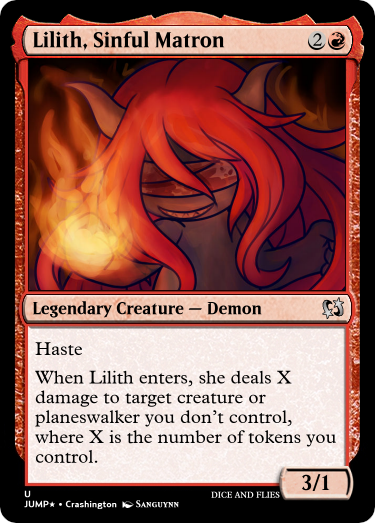 Lilith, Sinful Matron 2
Legendary Creature — Demon
Haste
When Lilith enters, she deals X
damage to target creature or
planeswalker you don't control,
where X is the number of tokens you
control.
3/1
U
DICE AND FLIES
JUMP★ • Crashington SANGUYNN